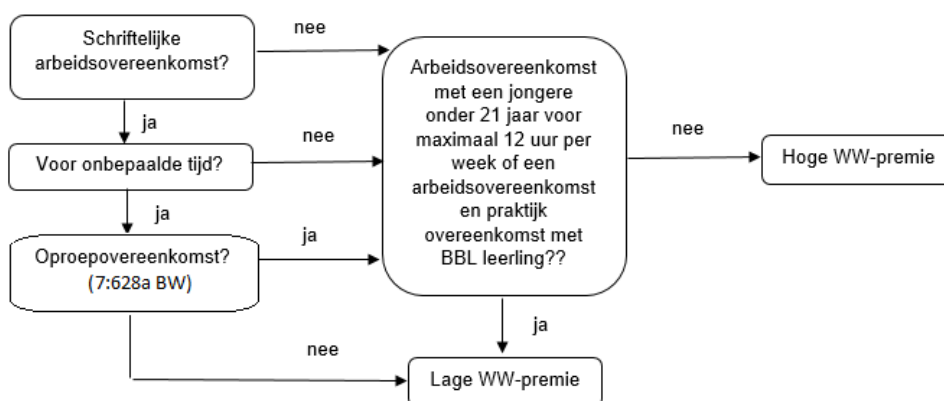 Schriftelijke
arbeidsovereenkomst?
nee
ja
Voor onbepaalde tijd?
nee
ja
Oproepovereenkomst?
(7:628a BW)
ja
nee
Arbeidsovereenkomst
met een jongere
onder 21 jaar voor
maximaal 12 uur per
week of een
arbeidsovereenkomst
en praktijk
overeenkomst met
BBL leerling??
nee
Hoge WW-premie
ja
Lage WW-premie